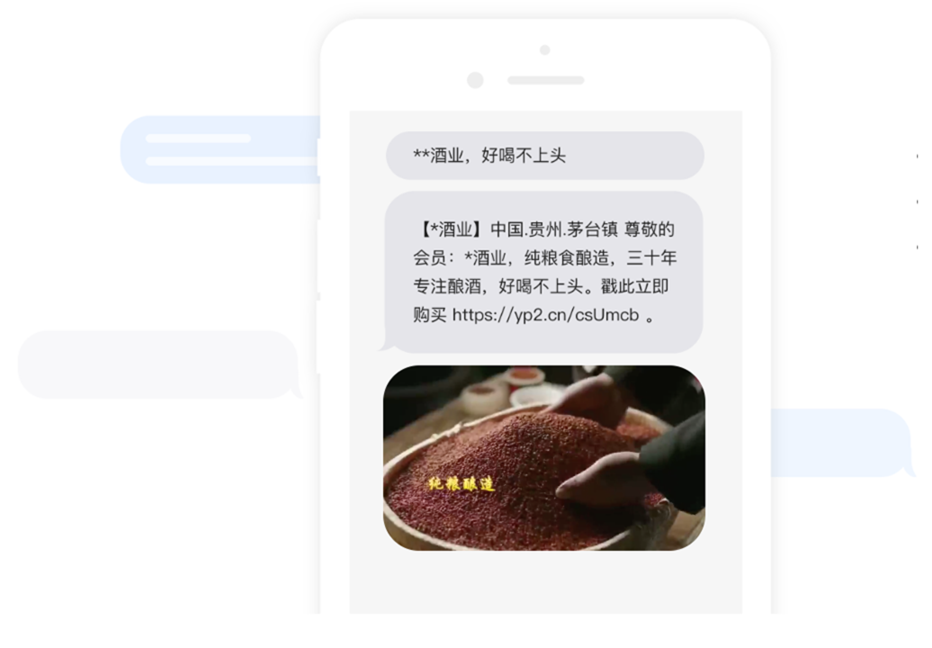 **酒业，好喝不上头
【*酒业】中国.贵州.茅台镇 尊敬的
会员：*酒业，纯粮食酿造，三十年
专注酿酒，好喝不上头。戳此立即
购买 https://yp2.cn/csUmcb 。
纯粮酿造